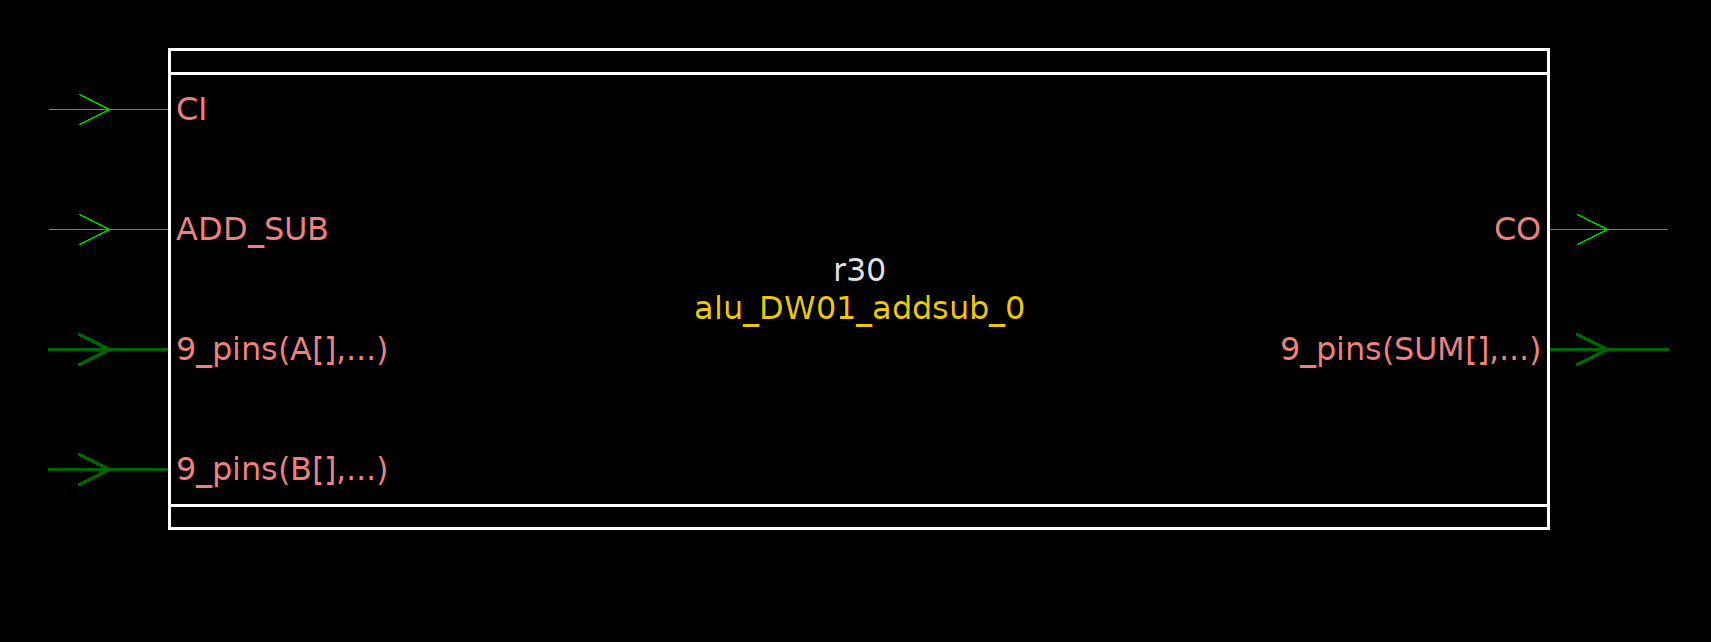 CI
ADD_SUB
9_pins(A[],...)
9_pins(B[],...)
r30
alu_DW01_addsub_0
CO
9_pins(SUM[],...)